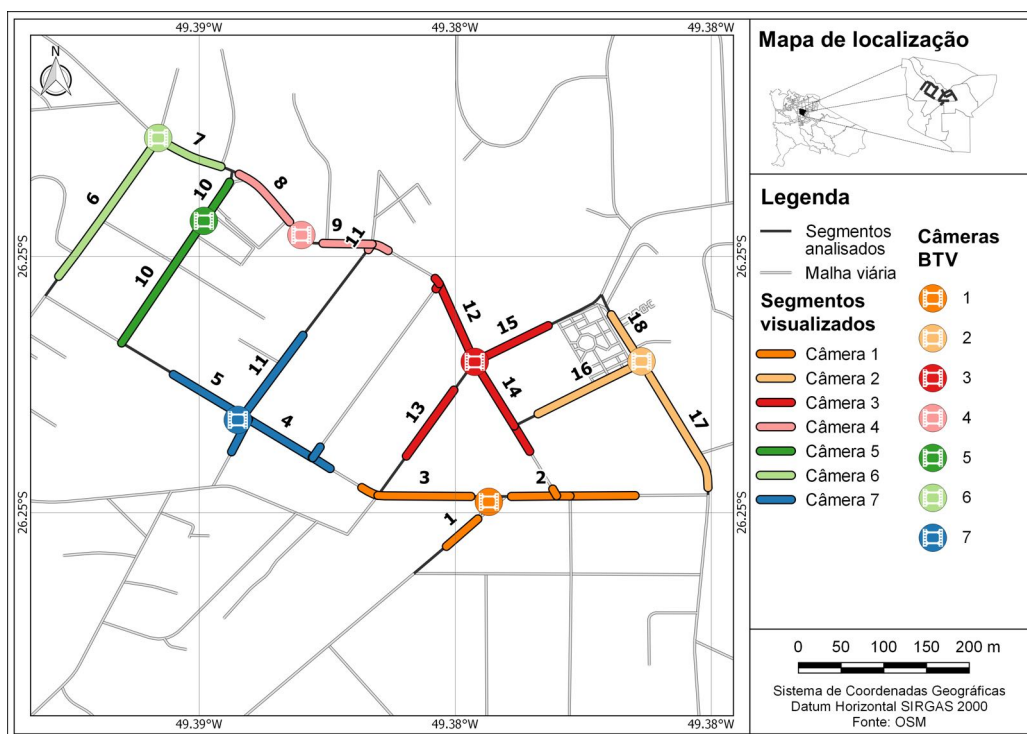 49.39°W
49.38°W
49.38°W
Mapa de localização
N
7
6
10
8
10
9
11
26.25°S
26.25°S
12
15
18
16
11
5
14
13
17
4
3
2
1
26.25°S
26.25°S
49.39°W
49.38°W
49.38°W
Legenda
Segmentos
analisados
Malha viária
Segmentos
visualizados
Câmera 1
Câmera 2
Câmera 3
Câmera 4
Câmera 5
Câmera 6
Câmera 7
Câmeras
BTV
1
2
3
4
5
6
7
0 50 100 150 200 m
Sistema de Coordenadas Geográficas
Datum Horizontal SIRGAS 2000
Fonte: OSM